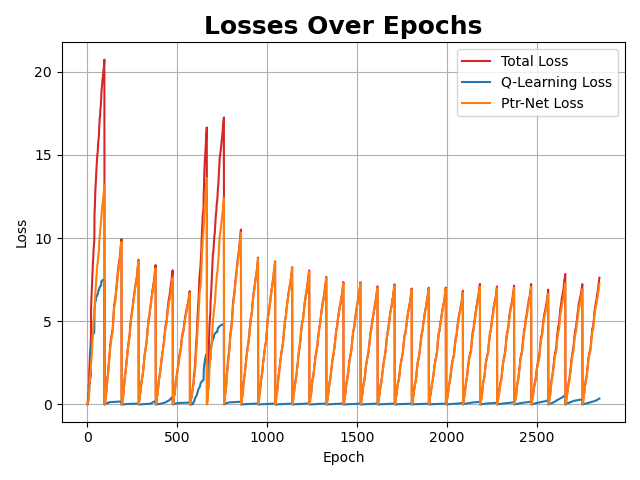 Losses Over Epochs
Total Loss
Q-Learning Loss
Ptr-Net Loss
Loss
20
15
10
5
0
0 500 1000 1500 2000 2500
Epoch